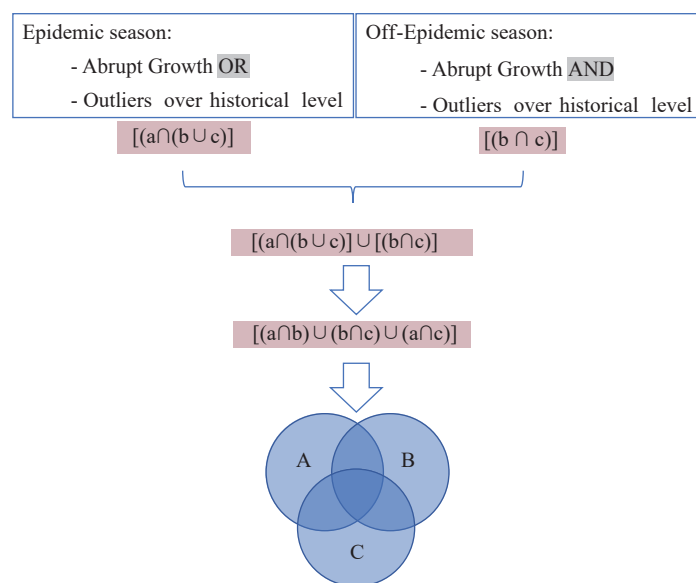 Epidemic season:
- Abrupt Growth OR
- Outliers over historical level
[(a∩(b∪c)]
Off-Epidemic season:
- Abrupt Growth AND
- Outliers over historical level
[(b ∩ c)]
[(a∩(b∪c)]∪[(b∩c)]
[(a∩b)∪(b∩c)∪(a∩c)]
A
B
C